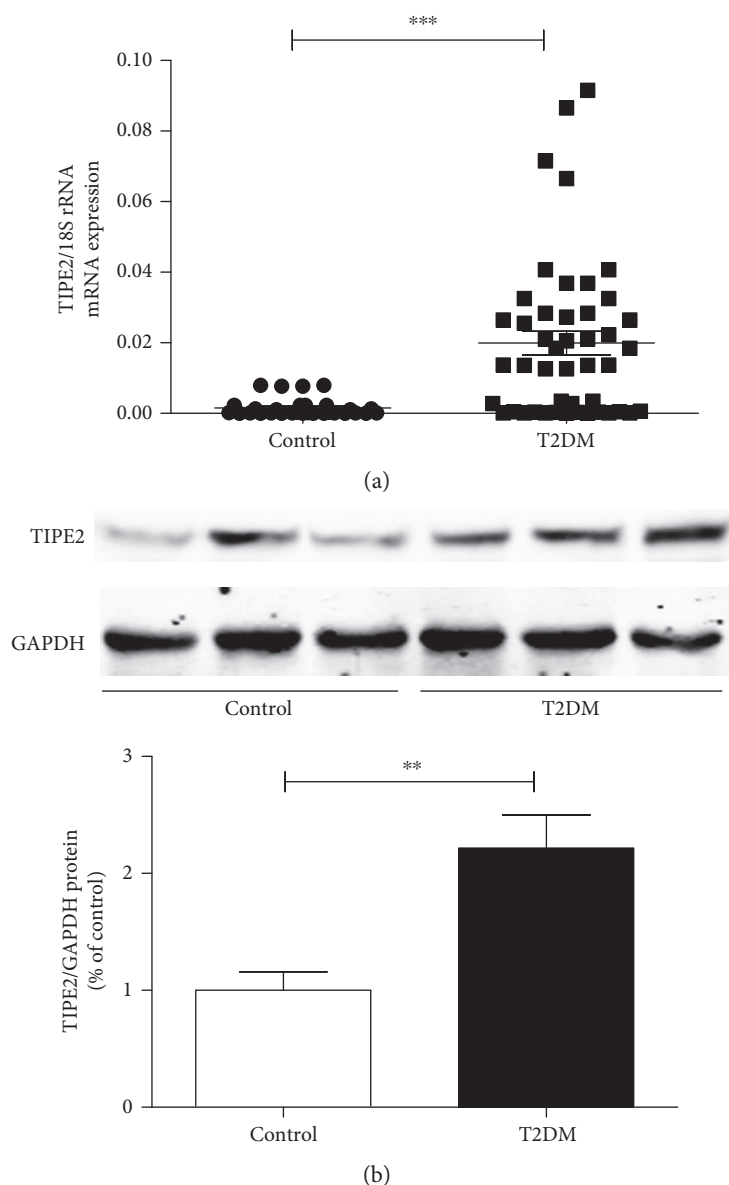 ***
0.10
0.08
0.06
0.04
0.02
0.00
TIPE2/18S rRNA
mRNA expression
Control
T2DM
(a)
TIPE2
GAPDH
Control
T2DM
**
3
2
1
0
TIPE2/GAPDH protein
(% of control)
Control
T2DM
(b)